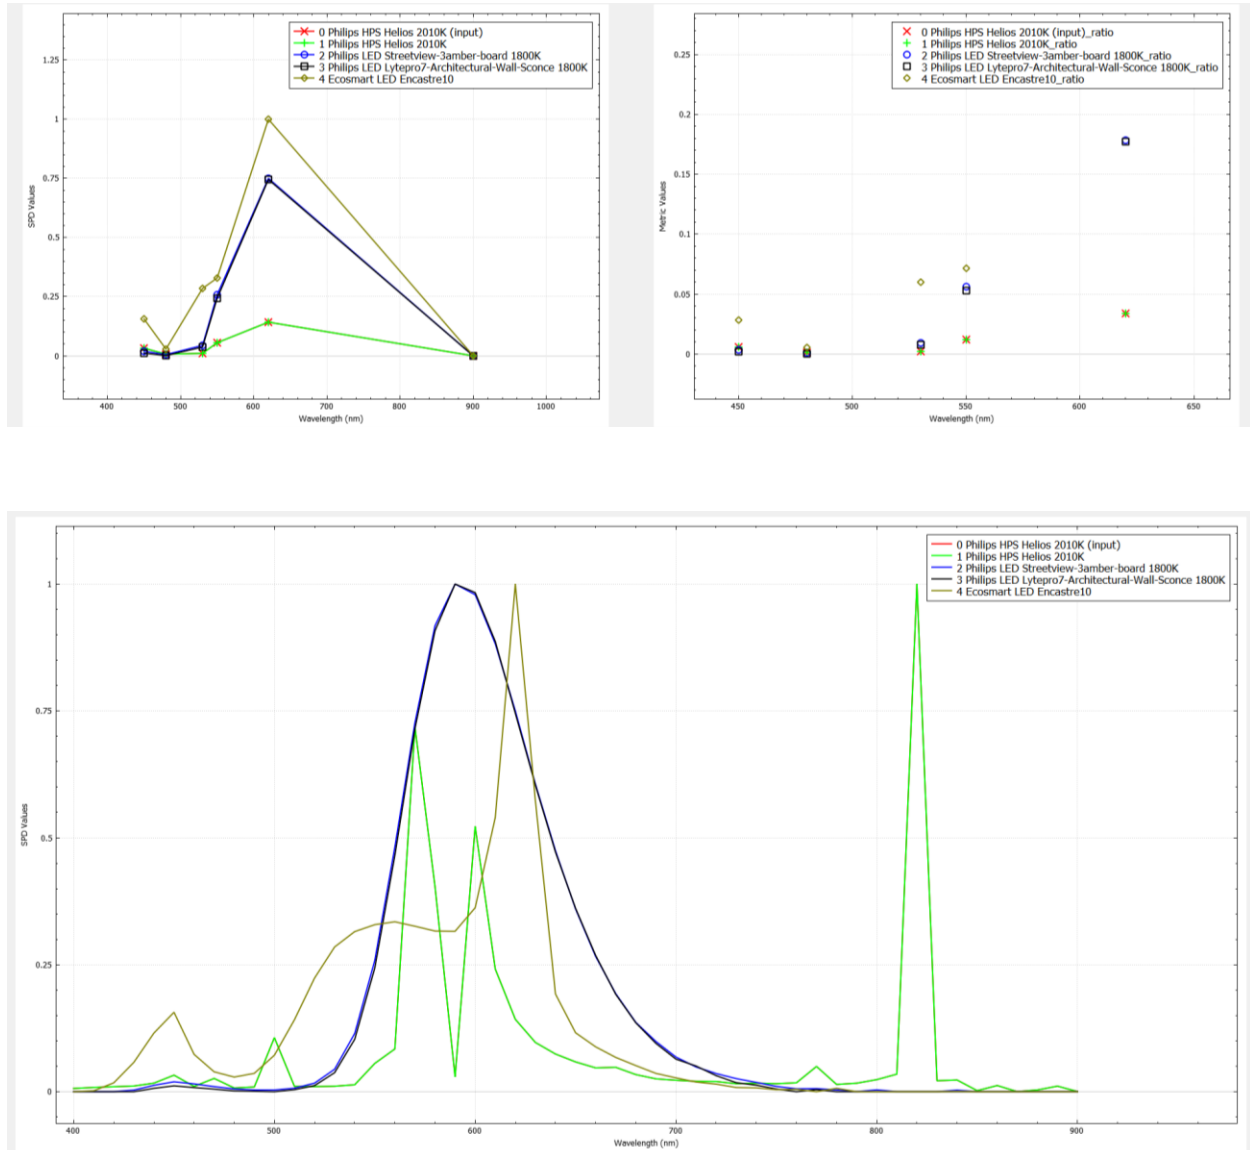 0 Philips HPS Helios 2010K (input)
1 Philips HPS Helios 2010K
2 Philips LED Streetview-3amber-board 1800K
3 Philips LED Lytepro7-Architectural-Wall-Sconce 1800K
4 Ecosmart LED Encastre10
1.25
1
0.75
0.5
0.25
0
SPD Values
400 500 600 700 800 900 1000
Wavelength (nm)
0 Philips HPS Helios 2010K (input)_ratio
1 Philips HPS Helios 2010K_ratio
2 Philips LED Streetview-3amber-board 1800K_ratio
3 Philips LED Lytepro7-Architectural-Wall-Sconce 1800K_ratio
4 Ecosmart LED Encastre10_ratio
0.25
0.2
0.15
0.1
0.05
0
Metric Values
450 500 550 600 650
Wavelength (nm)
0 Philips HPS Helios 2010K (input)
1 Philips HPS Helios 2010K
2 Philips LED Streetview-3amber-board 1800K
3 Philips LED Lytepro7-Architectural-Wall-Sconce 1800K
4 Ecosmart LED Encastre10
1
0.75
0.5
0.25
0
SPD Values
400 500 600 700 800 900
Wavelength (nm)